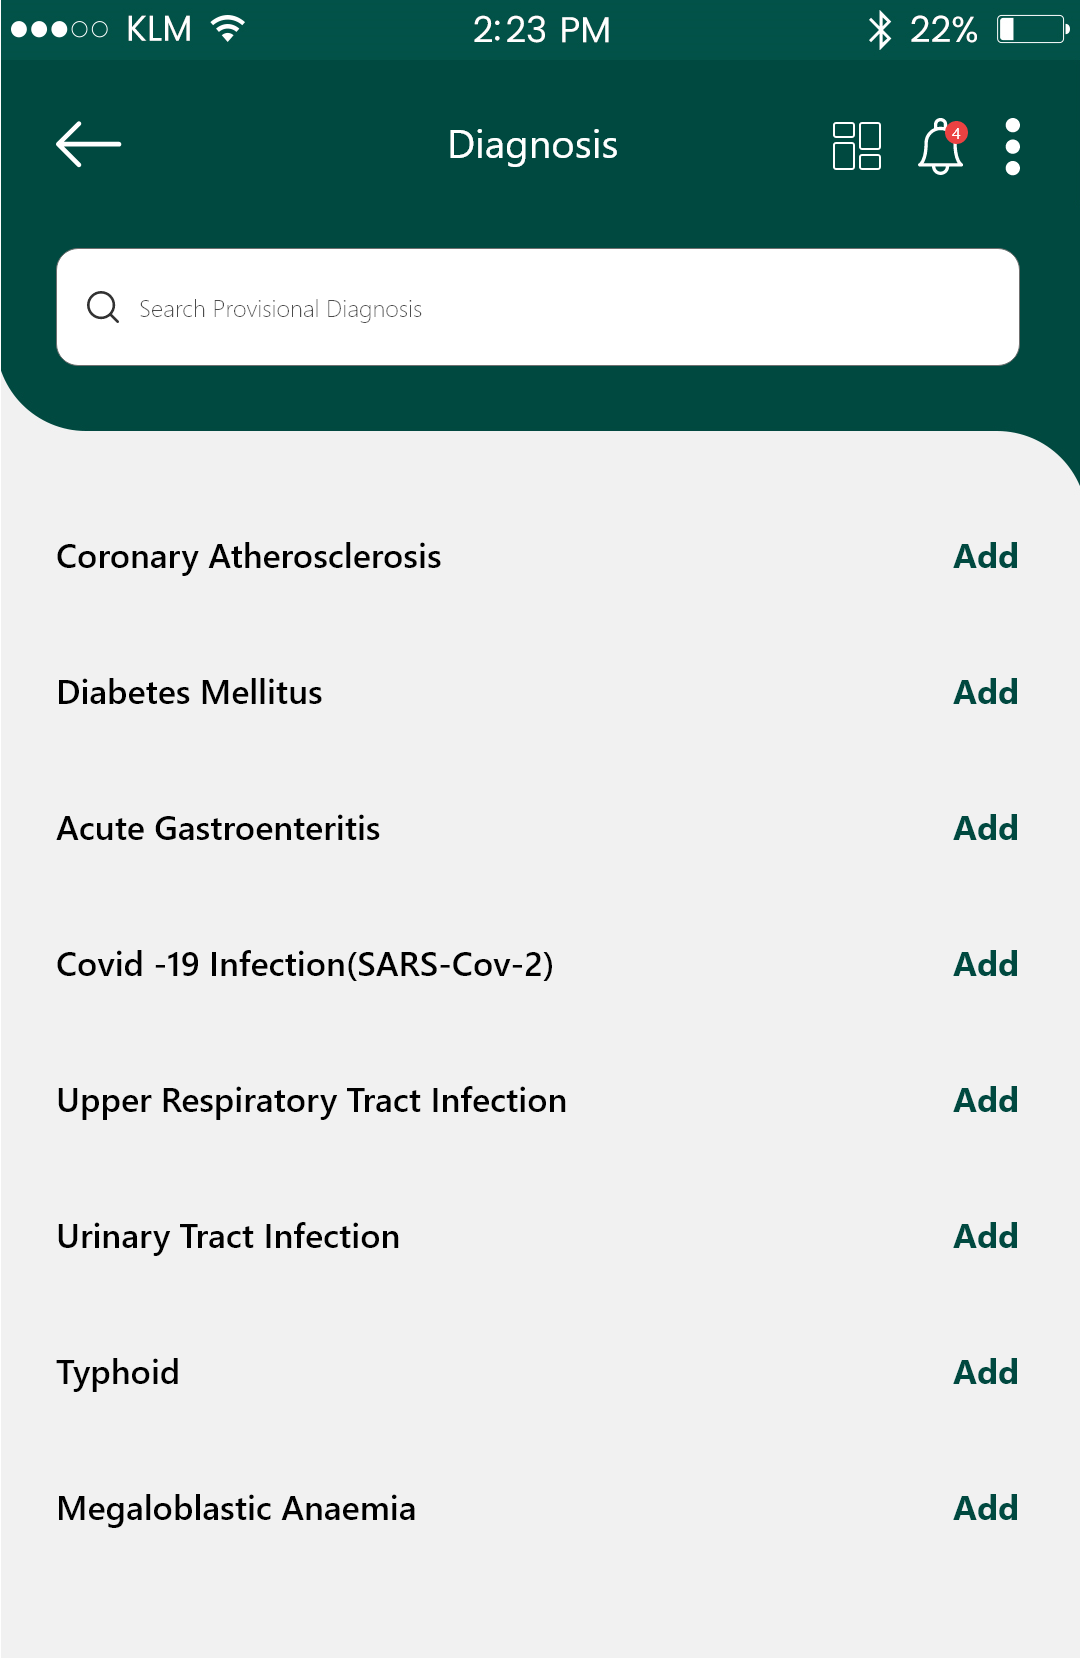 KLM 2:23 PM 22%
Diagnosis 4
Search Provisional Diagnosis
Coronary Atherosclerosis Add
Diabetes Mellitus Add
Acute Gastroenteritis Add
Covid -19 Infection(SARS-Cov-2) Add
Upper Respiratory Tract Infection Add
Urinary Tract Infection Add
Typhoid Add
Megaloblastic Anaemia Add